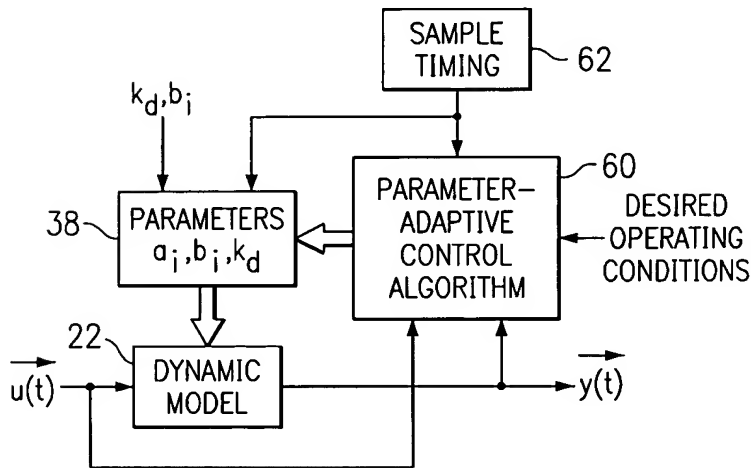 SAMPLE
TIMING
62
k_d,b_i
60
PARAMETER-
ADAPTIVE
CONTROL
ALGORITHM
DESIRED
OPERATING
CONDITIONS
38
PARAMETERS
a_i,b_i,k_d
22
DYNAMIC
MODEL
u(t)
y(t)